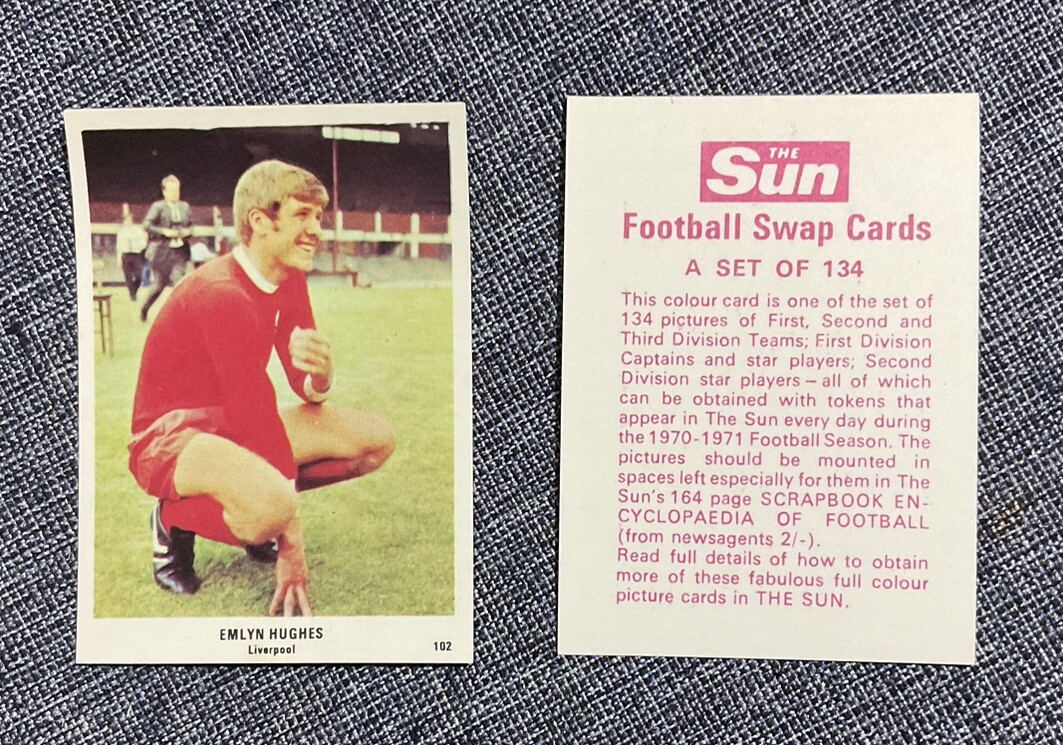 EMLYN HUGHES
Liverpool
102
THE
Sun
Football Swap Cards
A SET OF 134
This colour card is one of the set of
134 pictures of First, Second and
Third Division Teams; First Division
Captains and star players; Second
Division star players – all of which
can be obtained with tokens that
appear in The Sun every day during
the 1970-1971 Football Season. The
pictures should be mounted in
spaces left especially for them in The
Sun's 164 page SCRAPBOOK EN-
CYCLOPAEDIA OF FOOTBALL
(from newsagents 2/-).
Read full details of how to obtain
more of these fabulous full colour
picture cards in THE SUN.